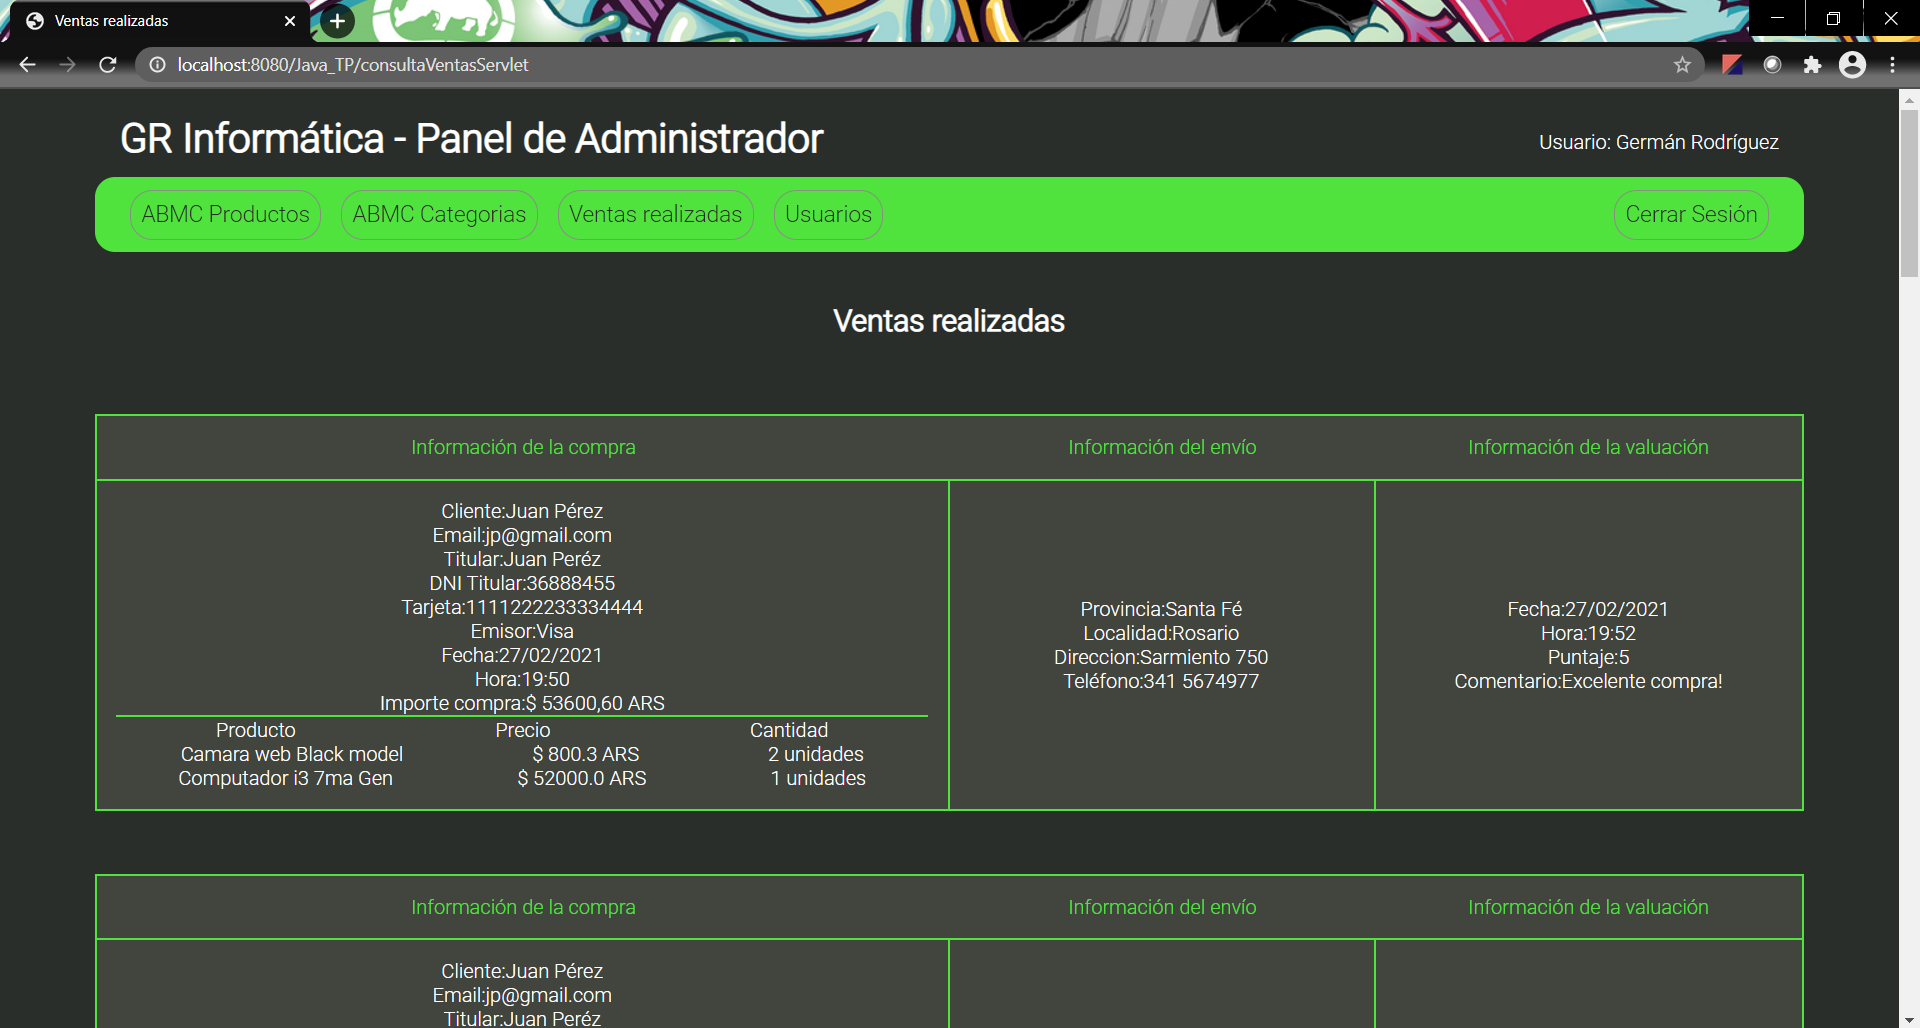 Ventas realizadas
localhost:8080/Java_TP/consultaVentasServlet
GR Informática - Panel de Administrador
Usuario: Germán Rodríguez
ABMC Productos ABMC Categorias Ventas realizadas Usuarios Cerrar Sesión
Ventas realizadas
Información de la compra Información del envío Información de la valuación
Cliente:Juan Pérez
Email:jp@gmail.com
Titular:Juan Peréz
DNI Titular:36888455
Tarjeta:1111222233334444
Emisor:Visa
Fecha:27/02/2021
Hora:19:50
Importe compra:$ 53600,60 ARS
Producto Precio Cantidad
Camara web Black model $ 800.3 ARS 2 unidades
Computador i3 7ma Gen $ 52000.0 ARS 1 unidades
Provincia:Santa Fé
Localidad:Rosario
Direccion:Sarmiento 750
Teléfono:341 5674977
Fecha:27/02/2021
Hora:19:52
Puntaje:5
Comentario:Excelente compra!
Información de la compra Información del envío Información de la valuación
Cliente:Juan Pérez
Email:jp@gmail.com
Titular:Juan Peréz